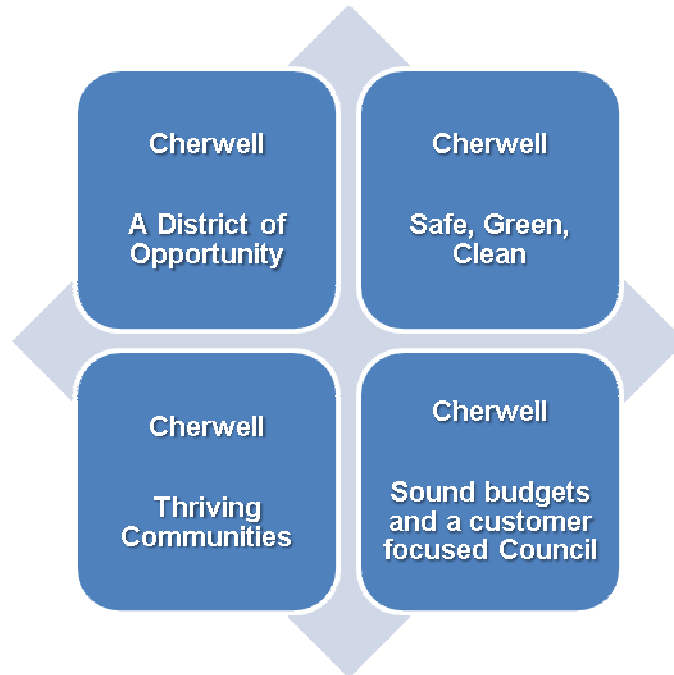 Cherwell
A District of
Opportunity
Cherwell
Safe, Green,
Clean
Cherwell
Thriving
Communities
Cherwell
Sound budgets
and a customer
focused Council